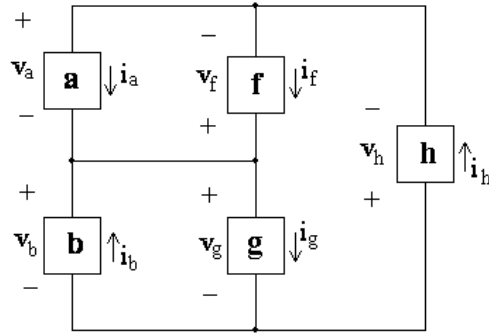 +
−
v_a a i_a
v_f f i_f
−
+
−
v_h h i_h
+
+
+
v_b b i_b
v_g g i_g
−
−